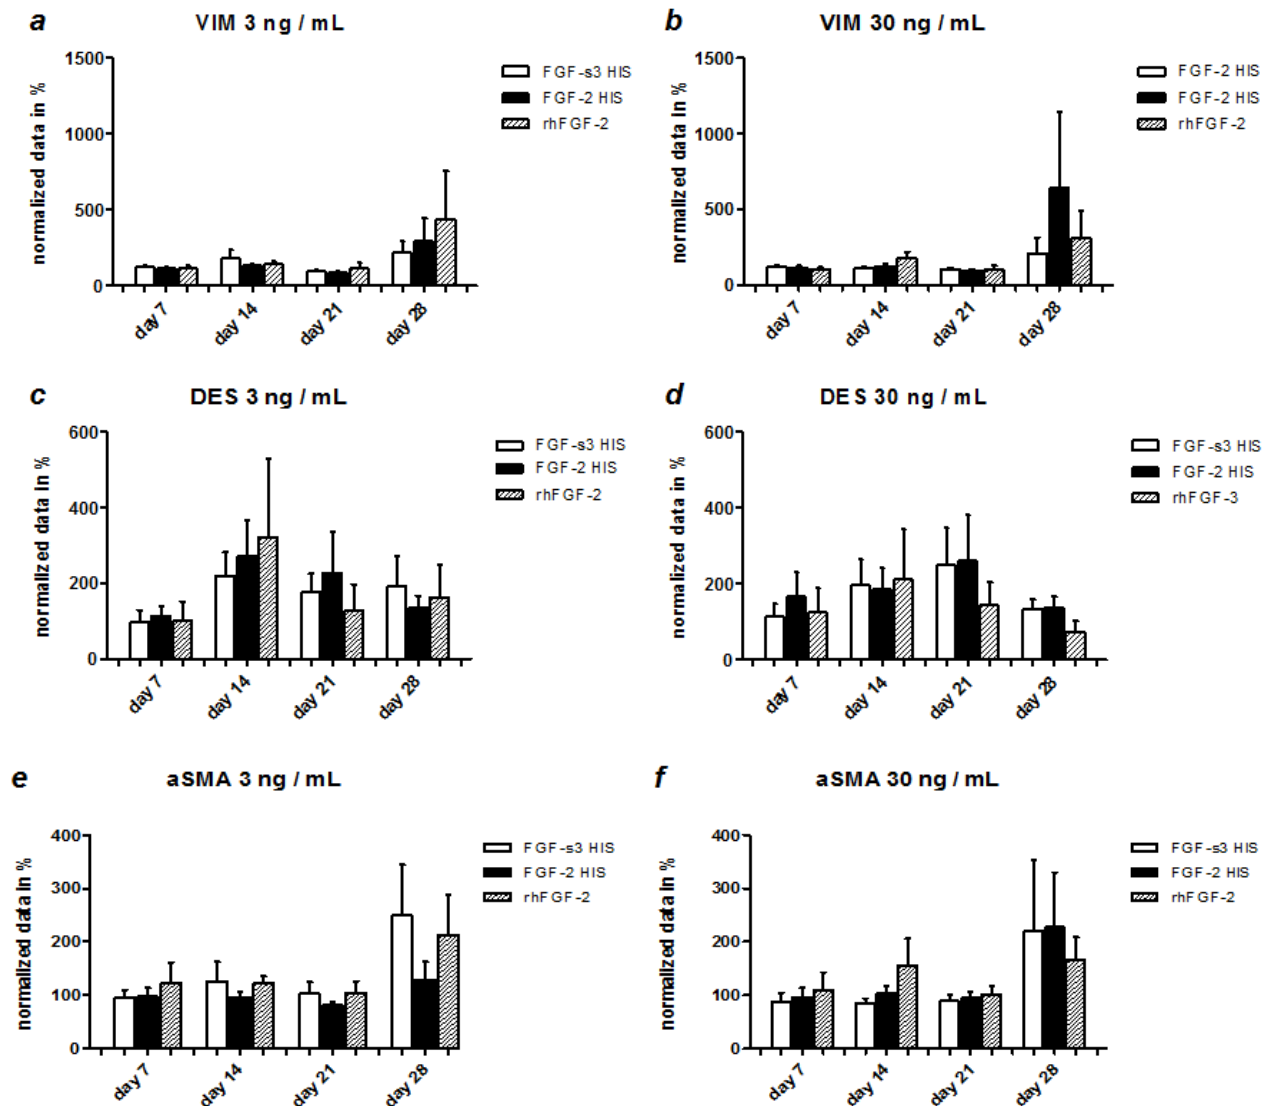 a VIM 3 ng / mL
normalized data in %
1500
1000
500
0
day 7 day 14 day 21 day 28
FGF-s3 HIS
FGF-2 HIS
rhFGF-2
b VIM 30 ng / mL
normalized data in %
1500
1000
500
0
day 7 day 14 day 21 day 28
FGF-2 HIS
FGF-2 HIS
rhFGF-2
c DES 3 ng / mL
normalized data in %
600
400
200
0
day 7 day 14 day 21 day 28
FGF-s3 HIS
FGF-2 HIS
rhFGF-2
d DES 30 ng / mL
normalized data in %
600
400
200
0
day 7 day 14 day 21 day 28
FGF-s3 HIS
FGF-2 HIS
rhFGF-3
e aSMA 3 ng / mL
normalized data in %
400
300
200
100
0
day 7 day 14 day 21 day 28
FGF-s3 HIS
FGF-2 HIS
rhFGF-2
f aSMA 30 ng / mL
normalized data in %
400
300
200
100
0
day 7 day 14 day 21 day 28
FGF-s3 HIS
FGF-2 HIS
rhFGF-2